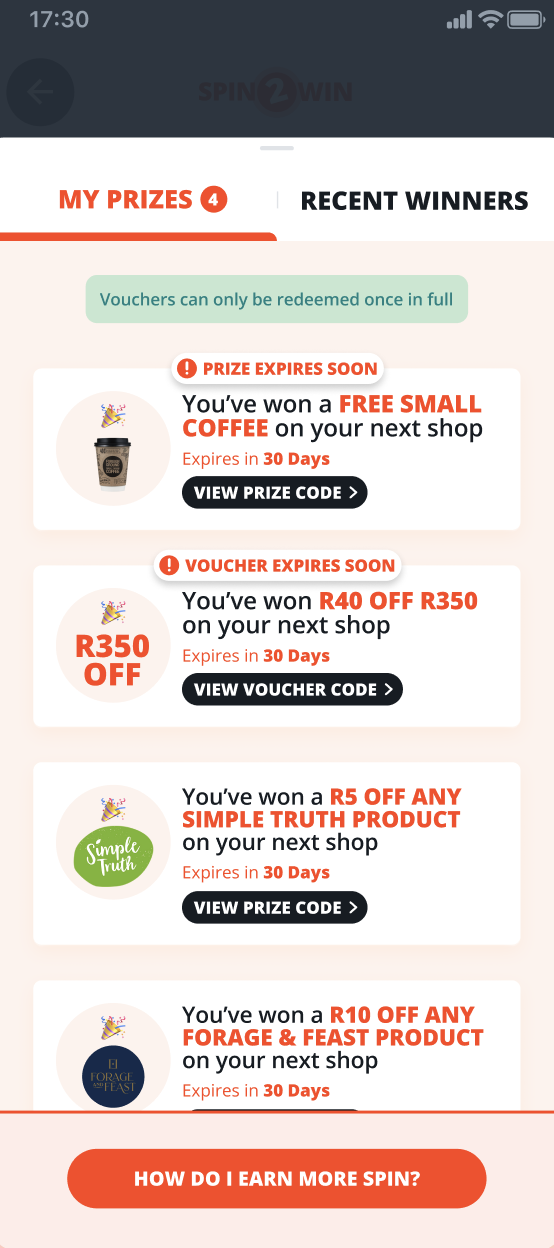 17:30
SPIN2WIN
MY PRIZES 4
RECENT WINNERS
Vouchers can only be redeemed once in full
PRIZE EXPIRES SOON
You've won a FREE SMALL
COFFEE on your next shop
Expires in 30 Days
VIEW PRIZE CODE >
VOUCHER EXPIRES SOON
R350
OFF
You've won R40 OFF R350
on your next shop
Expires in 30 Days
VIEW VOUCHER CODE >
Simple
Truth
You've won a R5 OFF ANY
SIMPLE TRUTH PRODUCT
on your next shop
Expires in 30 Days
VIEW PRIZE CODE >
FORAGE
AND FEAST
You've won a R10 OFF ANY
FORAGE & FEAST PRODUCT
on your next shop
Expires in 30 Days
HOW DO I EARN MORE SPIN?